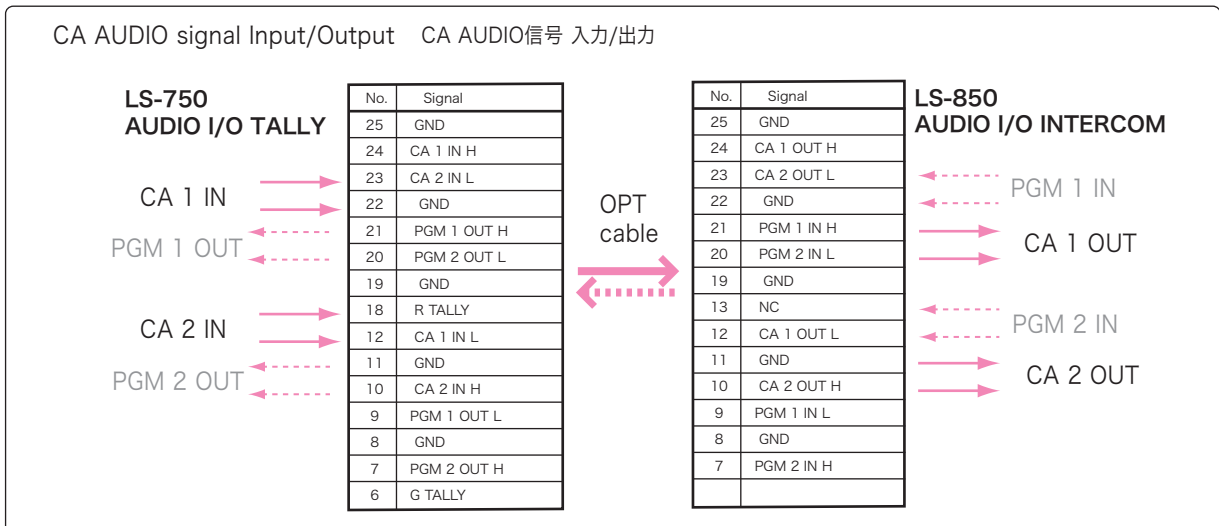 CA AUDIO signal Input/Output CA AUDIO信号 入力/出力
LS-750
AUDIO I/O TALLY
CA 1 IN
PGM 1 OUT
CA 2 IN
PGM 2 OUT
No. Signal
25 GND
24 CA 1 IN H
23 CA 2 IN L
22 GND
21 PGM 1 OUT H
20 PGM 2 OUT L
19 GND
18 R TALLY
12 CA 1 IN L
11 GND
10 CA 2 IN H
9 PGM 1 OUT L
8 GND
7 PGM 2 OUT H
6 G TALLY
OPT
cable
No. Signal
25 GND
24 CA 1 OUT H
23 CA 2 OUT L
22 GND
21 PGM 1 IN H
20 PGM 2 IN L
19 GND
13 NC
12 CA 1 OUT L
11 GND
10 CA 2 OUT H
9 PGM 1 IN L
8 GND
7 PGM 2 IN H
LS-850
AUDIO I/O INTERCOM
PGM 1 IN
CA 1 OUT
PGM 2 IN
CA 2 OUT